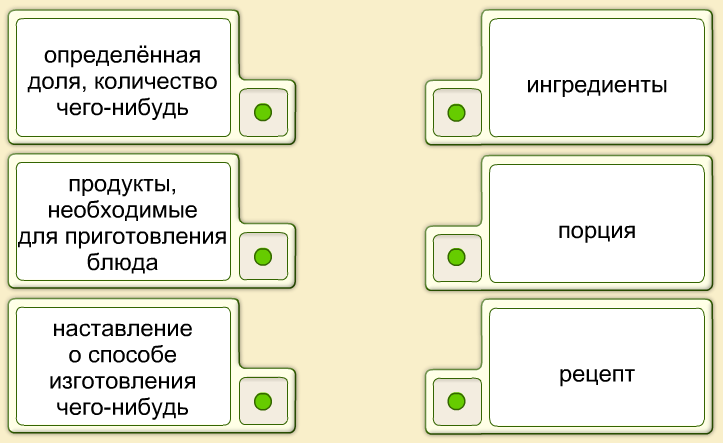 определённая
доля, количество
чего-нибудь
ингредиенты
продукты,
необходимые
для приготовления
блюда
порция
наставление
о способе
изготовления
чего-нибудь
рецепт